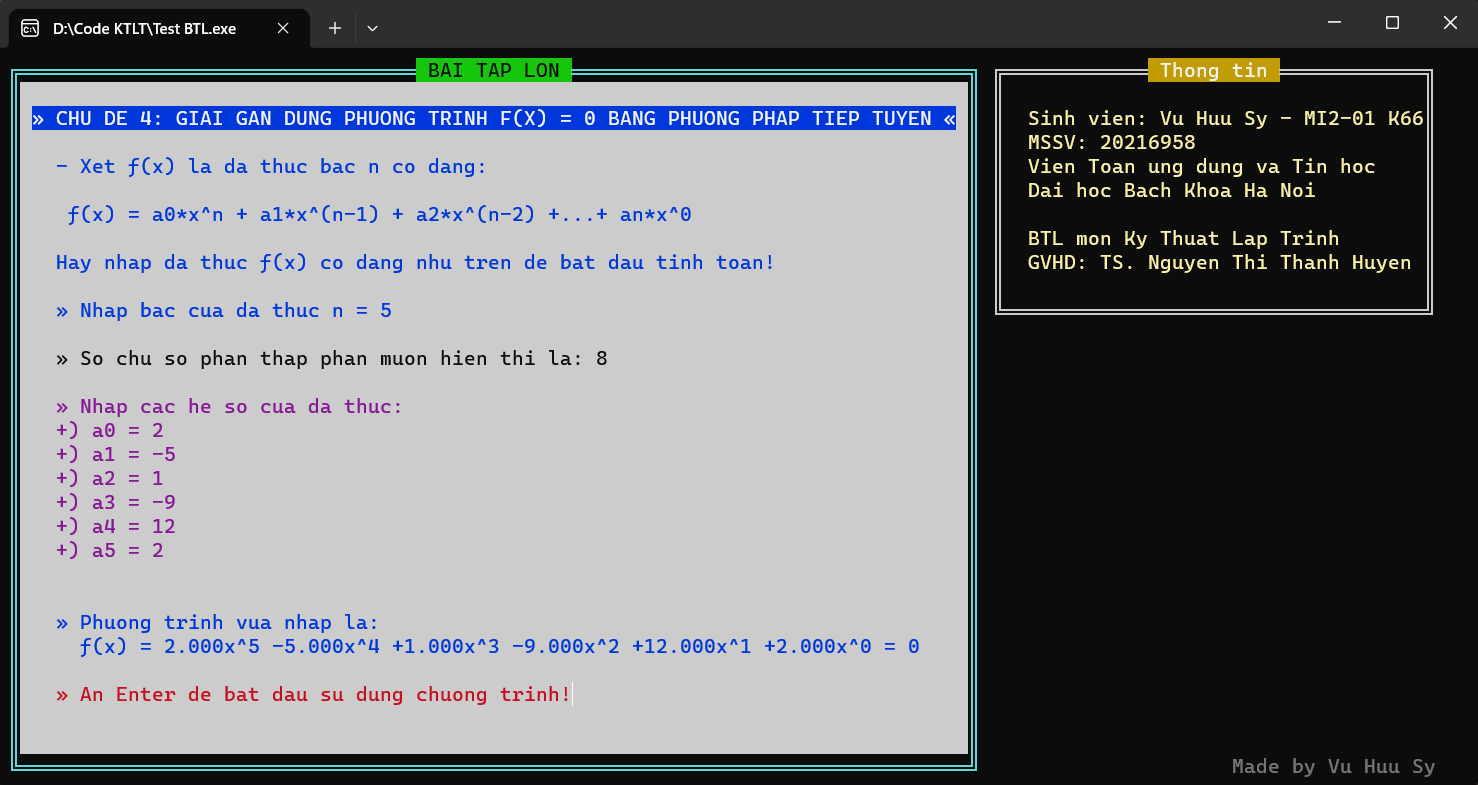 D:\Code KTLT\Test BTL.exe
BAI TAP LON
» CHU DE 4: GIAI GAN DUNG PHUONG TRINH F(X) = 0 BANG PHUONG PHAP TIEP TUYEN «
- Xet ƒ(x) la da thuc bac n co dang:
ƒ(x) = a0*x^n + a1*x^(n-1) + a2*x^(n-2) +...+ an*x^0
Hay nhap da thuc ƒ(x) co dang nhu tren de bat dau tinh toan!
» Nhap bac cua da thuc n = 5
» So chu so phan thap phan muon hien thi la: 8
» Nhap cac he so cua da thuc:
+) a0 = 2
+) a1 = -5
+) a2 = 1
+) a3 = -9
+) a4 = 12
+) a5 = 2
» Phuong trinh vua nhap la:
ƒ(x) = 2.000x^5 -5.000x^4 +1.000x^3 -9.000x^2 +12.000x^1 +2.000x^0 = 0
» An Enter de bat dau su dung chuong trinh!
Thong tin
Sinh vien: Vu Huu Sy - MI2-01 K66
MSSV: 20216958
Vien Toan ung dung va Tin hoc
Dai hoc Bach Khoa Ha Noi
BTL mon Ky Thuat Lap Trinh
GVHD: TS. Nguyen Thi Thanh Huyen
Made by Vu Huu Sy